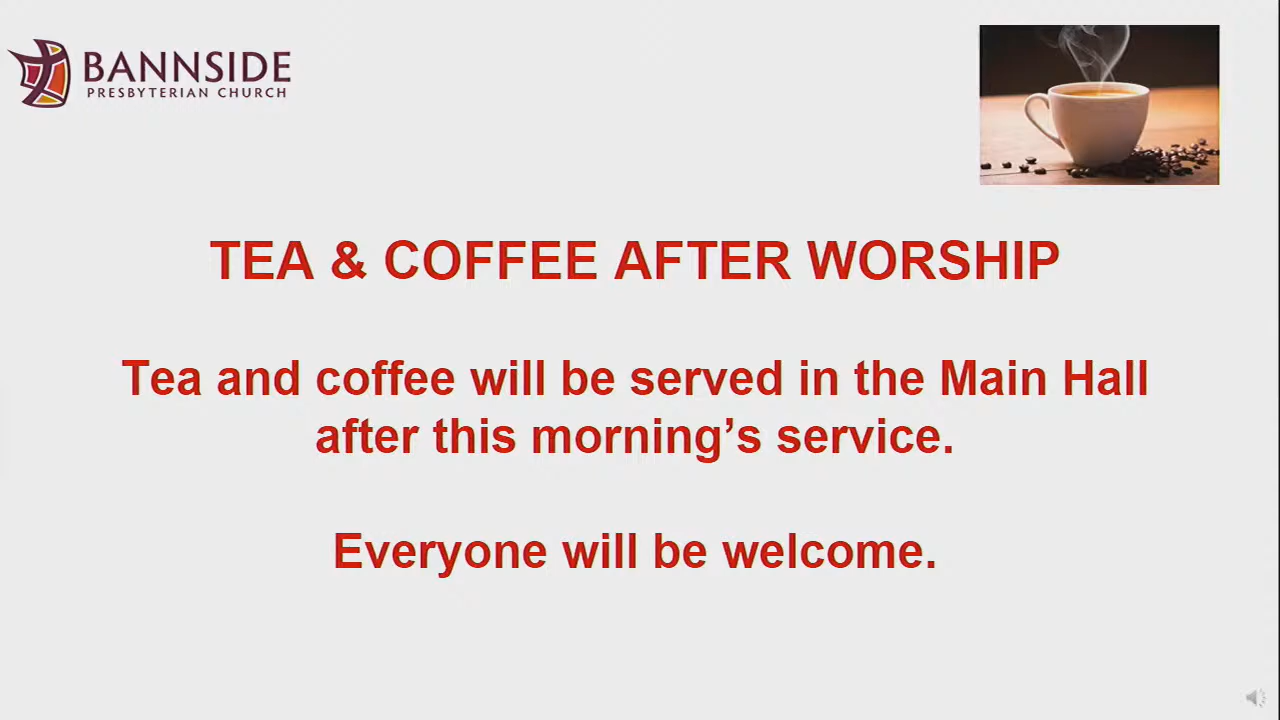 BANNSIDE
PRESBYTERIAN CHURCH
TEA & COFFEE AFTER WORSHIP
Tea and coffee will be served in the Main Hall
after this morning’s service.
Everyone will be welcome.